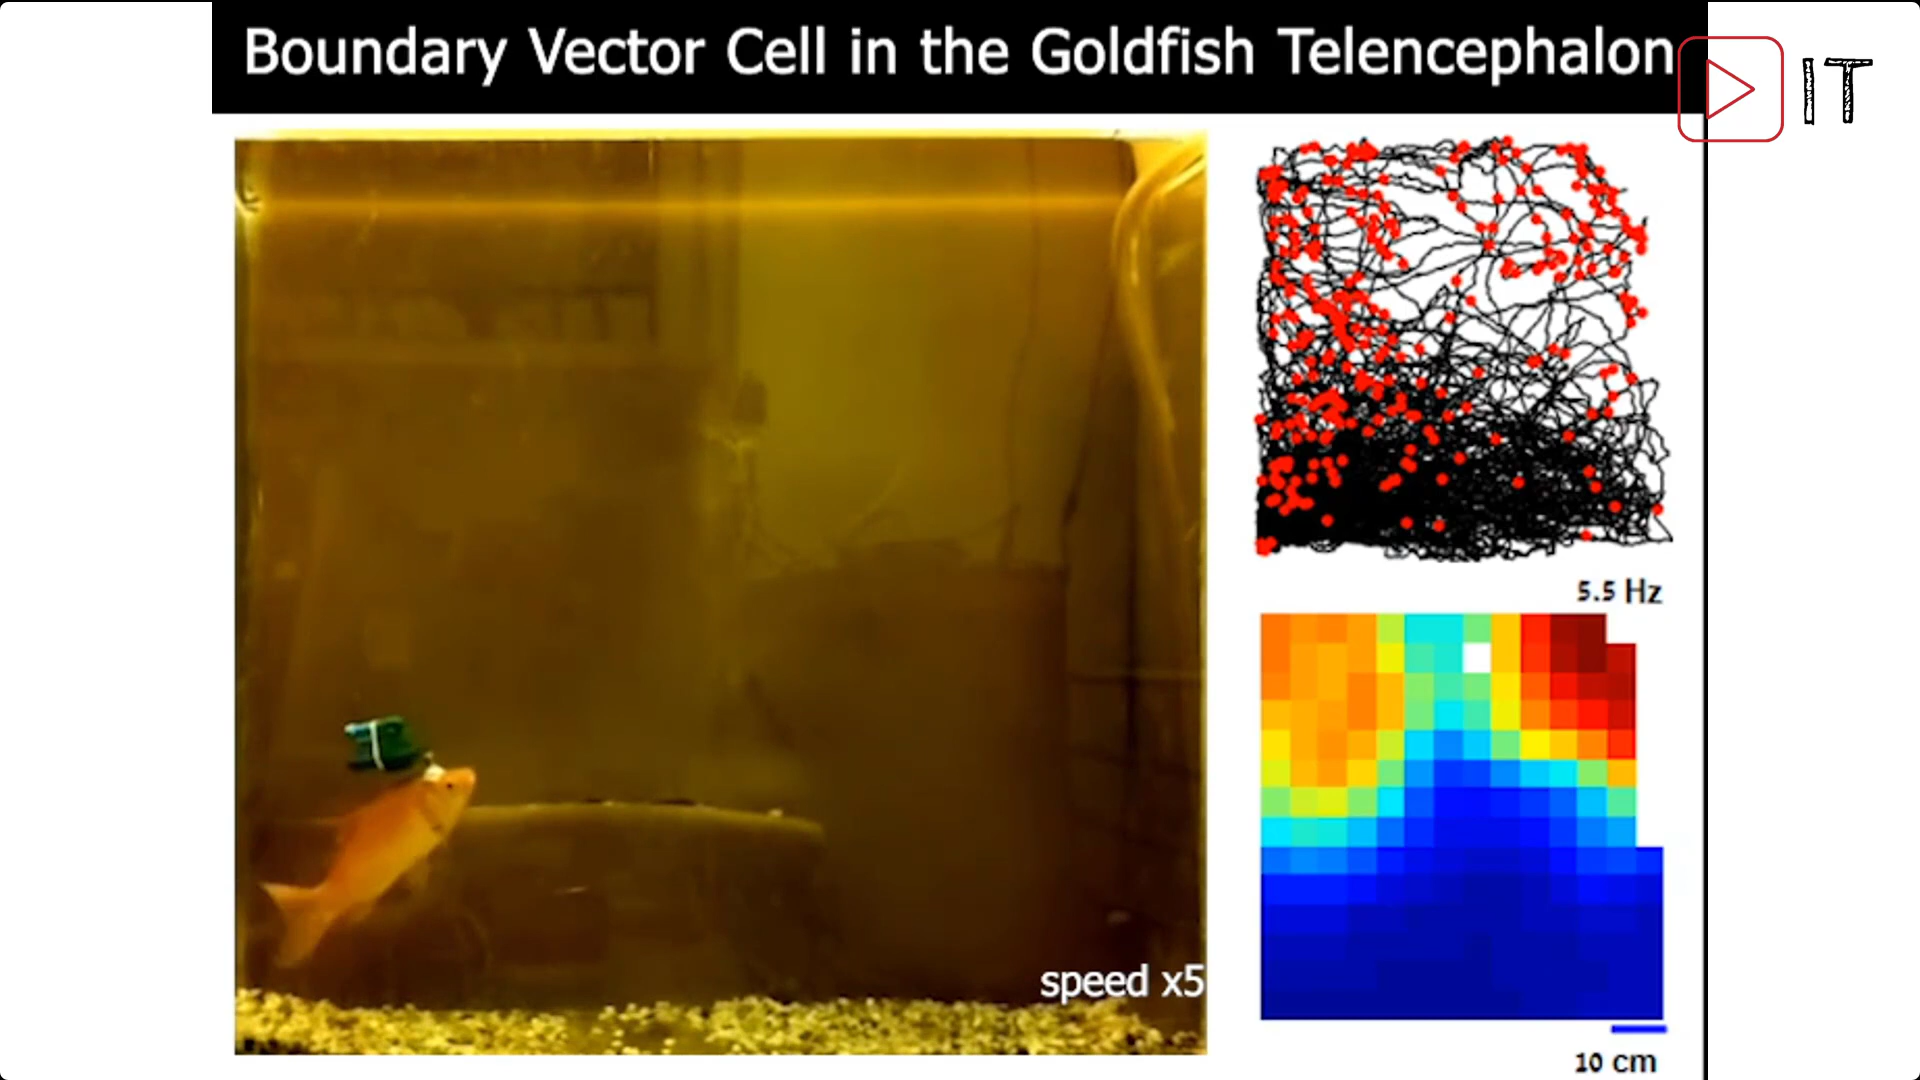 Boundary Vector Cell in the Goldfish Telencephalon
IT
5.5 Hz
speed x5
10 cm